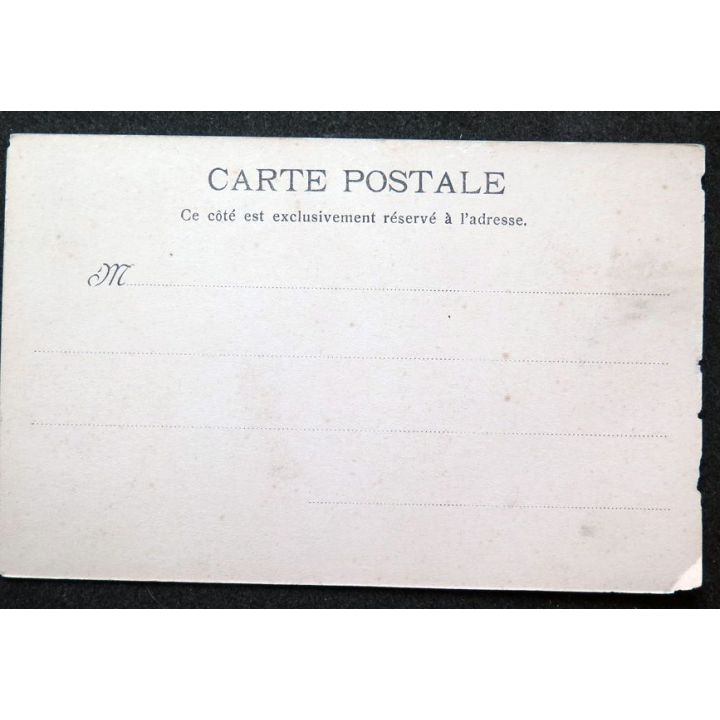 CARTE POSTALE
Ce côté est exclusivement réservé à l'adresse.
M